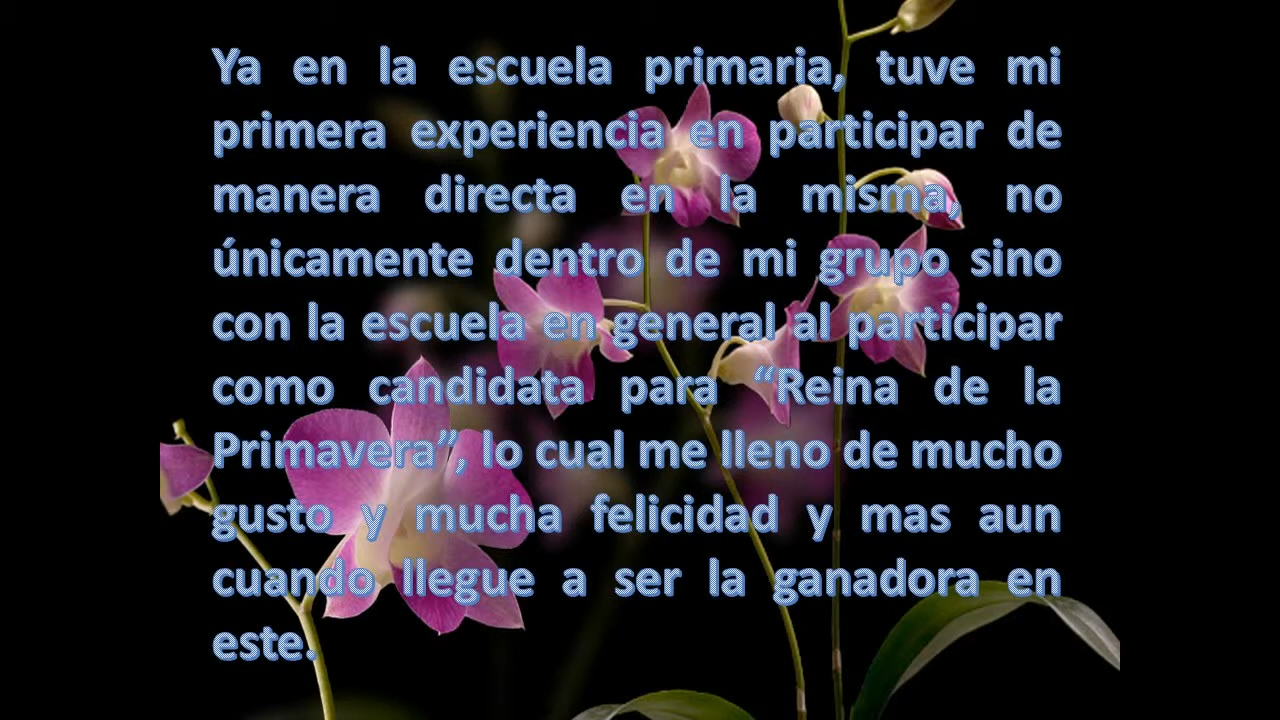 Ya en la escuela primaria, tuve mi
primera experiencia en participar de
manera directa en la misma, no
únicamente dentro de mi grupo sino
con la escuela en general al participar
como candidata para “Reina de la
Primavera”, lo cual me lleno de mucho
gusto y mucha felicidad y mas aun
cuando llegue a ser la ganadora en
este.